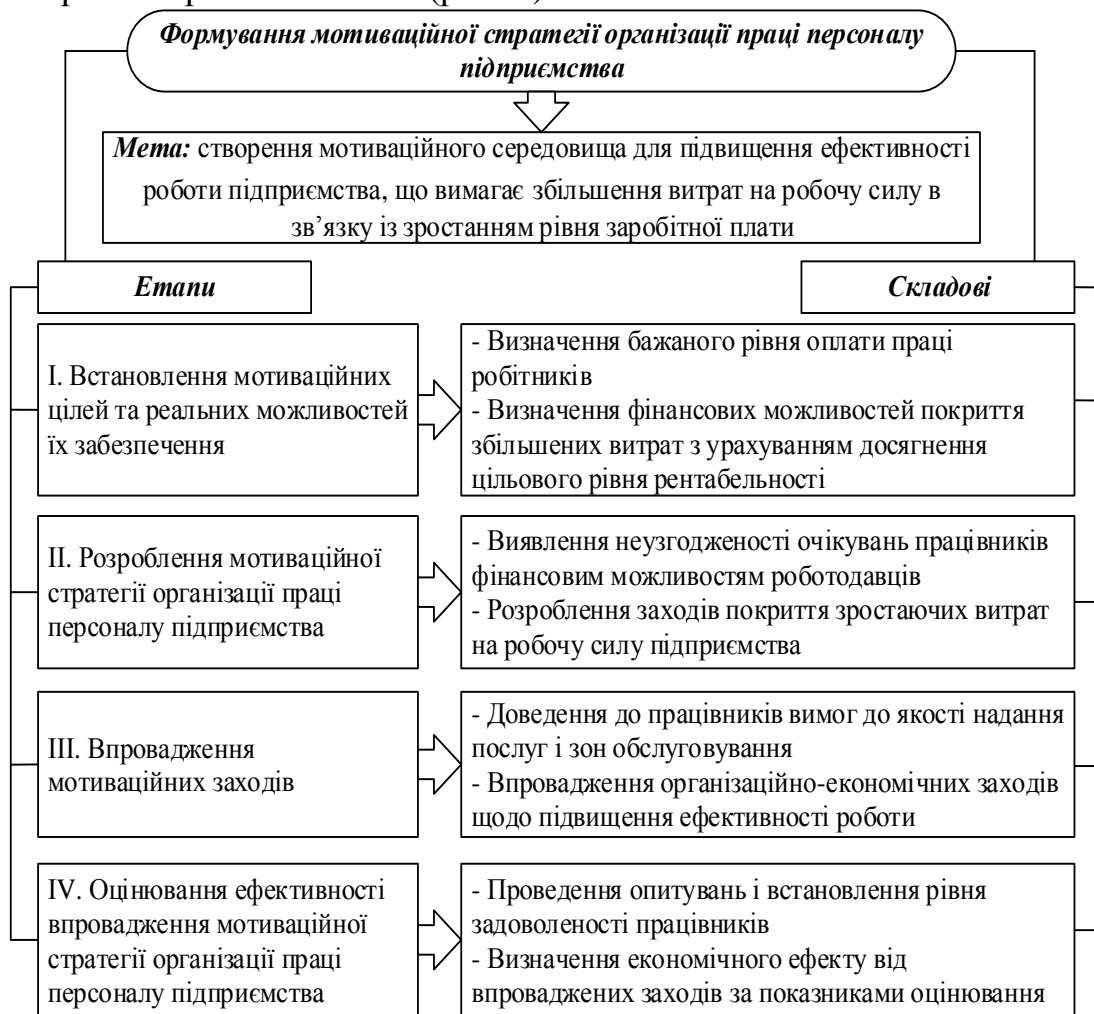 Формування мотиваційної стратегії організації праці персоналу
підприємства
Мета: створення мотиваційного середовища для підвищення ефективності
роботи підприємства, що вимагає збільшення витрат на робочу силу в
зв’язку із зростанням рівня заробітної плати
Етапи
Складові
І. Встановлення мотиваційних
цілей та реальних можливостей
їх забезпечення
- Визначення бажаного рівня оплати праці
робітників
- Визначення фінансових можливостей покриття
збільшених витрат з урахуванням досягнення
цільового рівня рентабельності
ІІ. Розроблення мотиваційної
стратегії організації праці
персоналу підприємства
- Виявлення неузгодженості очікувань працівників
фінансовим можливостям роботодавців
- Розроблення заходів покриття зростаючих витрат
на робочу силу підприємства
ІІІ. Впровадження
мотиваційних заходів
- Доведення до працівників вимог до якості надання
послуг і зон обслуговування
- Впровадження організаційно-економічних заходів
щодо підвищення ефективності роботи
IV. Оцінювання ефективності
впровадження мотиваційної
стратегії організації праці
персоналу підприємства
- Проведення опитувань і встановлення рівня
задоволеності працівників
- Визначення економічного ефекту від
впроваджених заходів за показниками оцінювання